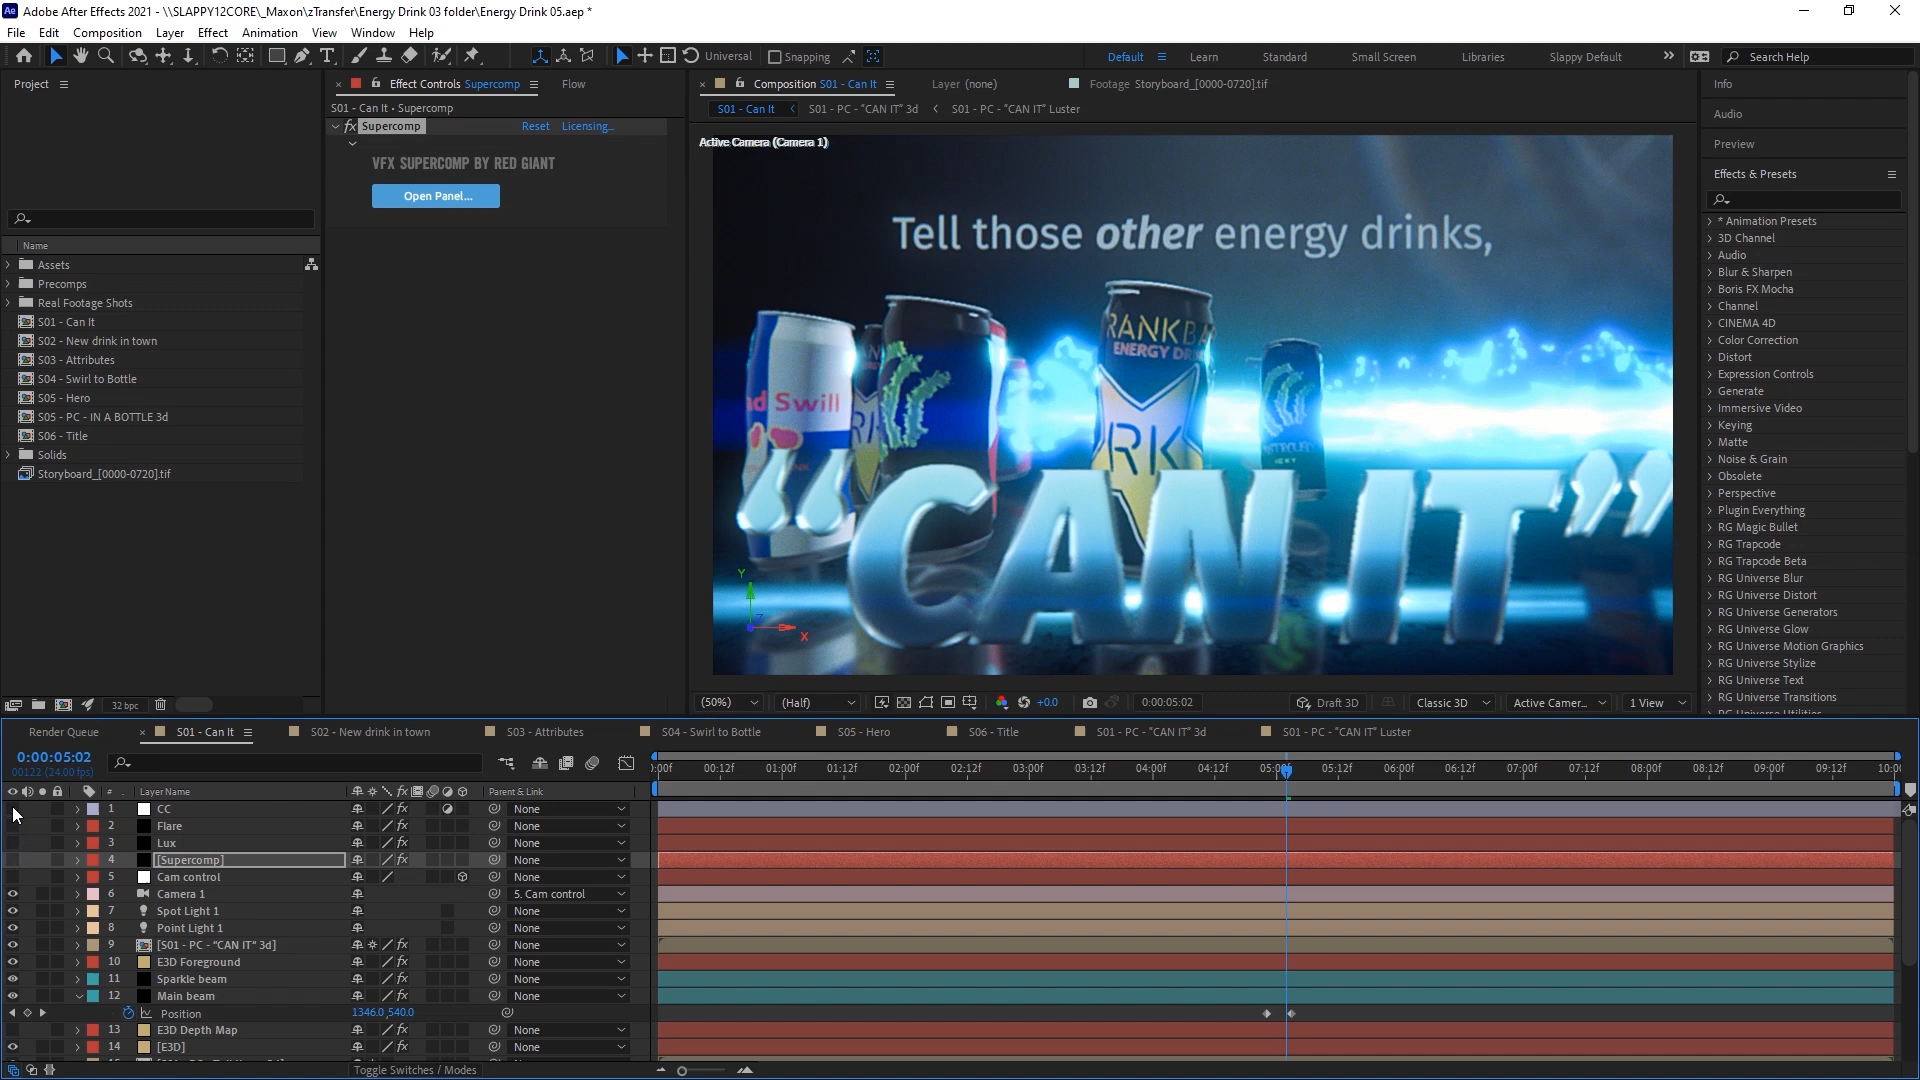 Adobe After Effects 2021 - \\SLAPPY12CORE\_Maxon\zTransfer\Energy Drink 03 folder\Energy Drink 05.aep *
File Edit Composition Layer Effect Animation View Window Help
Universal Snapping Default Learn Standard Small Screen Libraries Slappy Default Search Help
Project
Effect Controls Supercomp Flow
Composition S01 - Can It Layer (none) Footage Storyboard_[0000-0720].tif
S01 - Can It • Supercomp
fx Supercomp Reset Licensing...
VFX SUPERCOMP BY RED GIANT
Open Panel...
S01 - Can It S01 - PC - "CAN IT" 3d S01 - PC - "CAN IT" Luster
Active Camera (Camera 1)
Tell those other energy drinks,
RANKBA
ENERGY DRI
RK
ad Swill
"CAN IT"
Y
X
Name
Assets
Precomps
Real Footage Shots
S01 - Can It
S02 - New drink in town
S03 - Attributes
S04 - Swirl to Bottle
S05 - Hero
S05 - PC - IN A BOTTLE 3d
S06 - Title
Solids
Storyboard_[0000-0720].tif
32 bpc
Info
Audio
Preview
Effects & Presets
* Animation Presets
3D Channel
Audio
Blur & Sharpen
Boris FX Mocha
Channel
CINEMA 4D
Color Correction
Distort
Expression Controls
Generate
Immersive Video
Keying
Matte
Noise & Grain
Obsolete
Perspective
Plugin Everything
RG Magic Bullet
RG Trapcode
RG Trapcode Beta
RG Universe Blur
RG Universe Distort
RG Universe Generators
RG Universe Glow
RG Universe Motion Graphics
RG Universe Stylize
RG Universe Text
RG Universe Transitions
(50%) (Half) +0.0 0:00:05:02 Draft 3D Classic 3D Active Camer... 1 View
Render Queue S01 - Can It S02 - New drink in town S03 - Attributes S04 - Swirl to Bottle S05 - Hero S06 - Title S01 - PC - "CAN IT" 3d S01 - PC - "CAN IT" Luster
0:00:05:02
00122 (24.00 fps)
:00f 00:12f 01:00f 01:12f 02:00f 02:12f 03:00f 03:12f 04:00f 04:12f 05:00f 05:12f 06:00f 06:12f 07:00f 07:12f 08:00f 08:12f 09:00f 09:12f 10:0
# Layer Name Parent & Link
1 CC None
2 Flare fx None
3 Lux fx None
4 [Supercomp] fx None
5 Cam control None
6 Camera 1 5. Cam control
7 Spot Light 1 None
8 Point Light 1 None
9 [S01 - PC - "CAN IT" 3d] fx None
10 E3D Foreground fx None
11 Sparkle beam fx None
12 Main beam fx None
Position 1346.0,540.0
13 E3D Depth Map fx None
14 [E3D] fx None
Toggle Switches / Modes